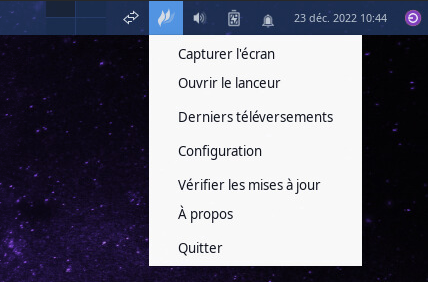 23 déc. 2022 10:44
Capturer l'écran
Ouvrir le lanceur
Derniers téléversements
Configuration
Vérifier les mises à jour
À propos
Quitter